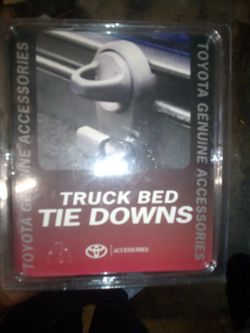 TOYOTA GENUINE ACCESSORIES
TOYOTA GENUINE ACCESSORIES
TRUCK BED
TIE DOWNS
ACCESSORIES